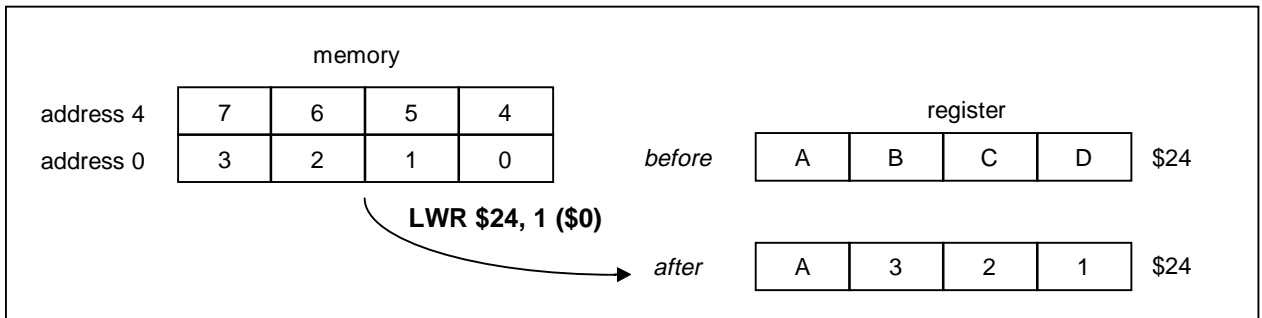 memory
address 4 7 6 5 4
register
address 0 3 2 1 0
before A B C D $24
LWR $24, 1 ($0)
after A 3 2 1 $24